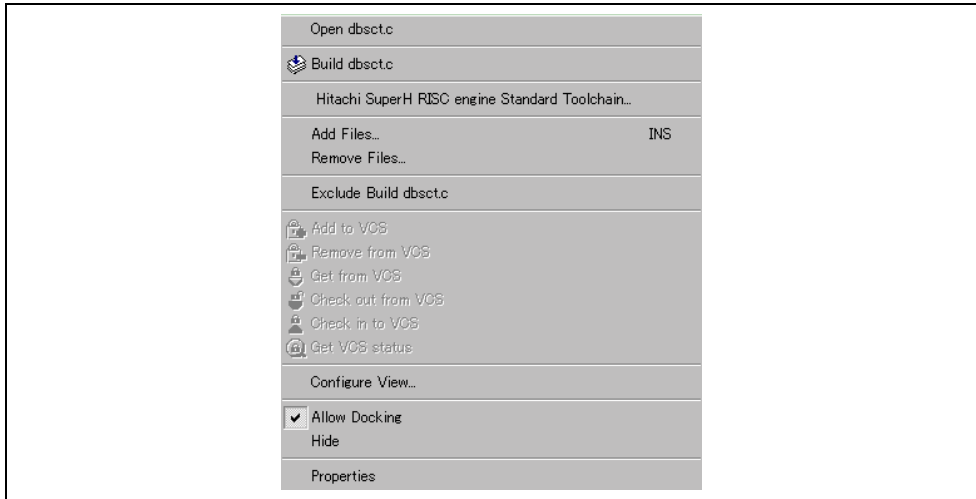 Open dbsct.c
Build dbsct.c
Hitachi SuperH RISC engine Standard Toolchain...
Add Files... INS
Remove Files...
Exclude Build dbsct.c
Add to VCS
Remove from VCS
Get from VCS
Check out from VCS
Check in to VCS
Get VCS status
Configure View...
Allow Docking
Hide
Properties